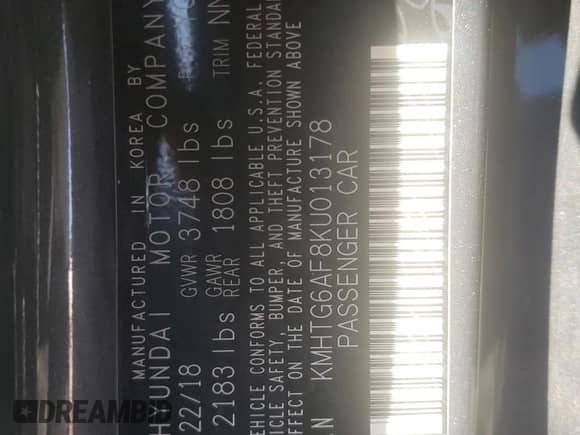 MANUFACTURED IN KOREA BY
HYUNDAI MOTOR COMPANY
22/18 GVWR 3748 lbs
2183 lbs GAWR REAR 1808 lbs TRIM NN
VEHICLE CONFORMS TO ALL APPLICABLE U.S.A. FEDERAL
VEHICLE SAFETY, BUMPER, AND THEFT PREVENTION STANDA
EFFECT ON THE DATE OF MANUFACTURE SHOWN ABOVE
KMHTG6AF8KU013178
PASSENGER CAR
DREAMBID